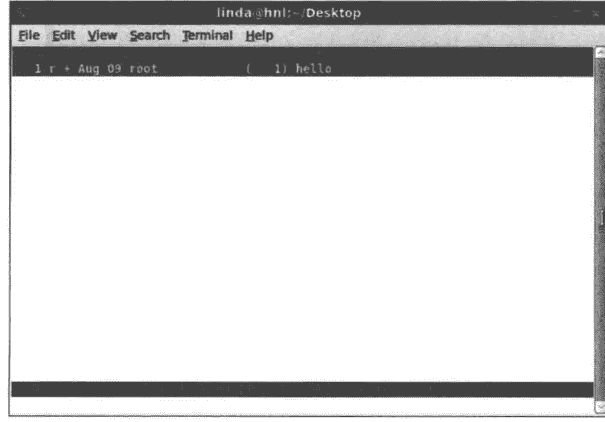 linda@hnl:~/Desktop
File Edit View Search Terminal Help
1 r + Aug 09 root ( 1) hello